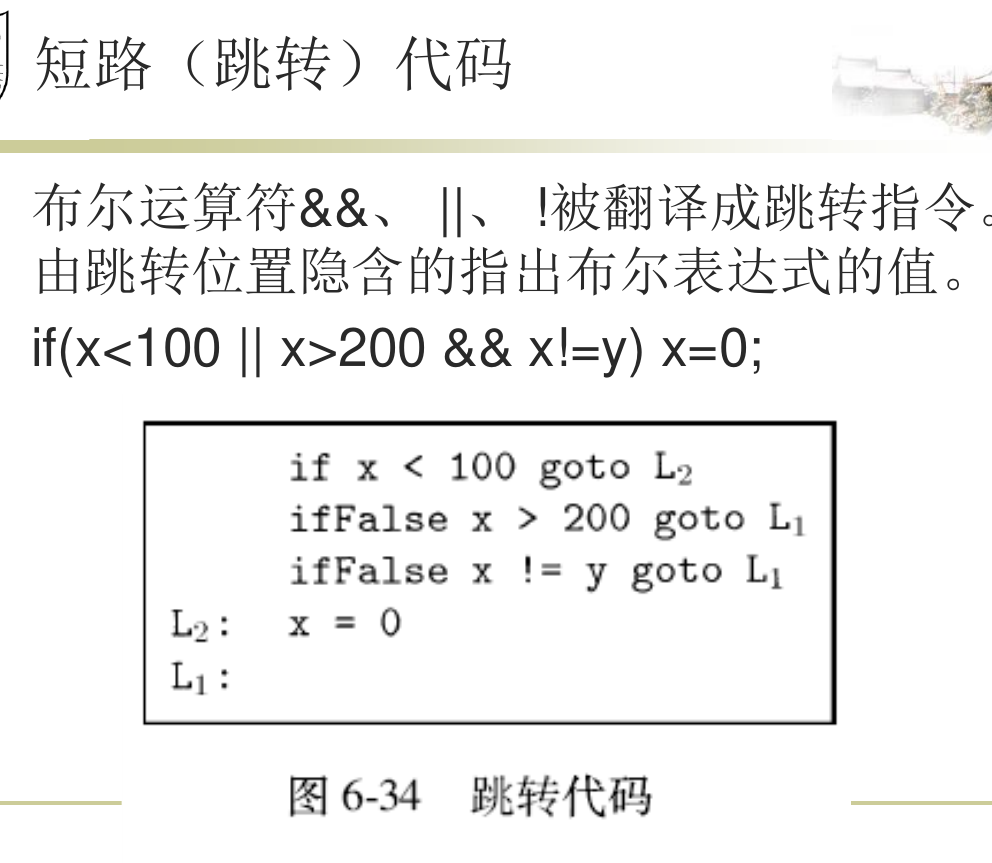 短路（跳转）代码
布尔运算符&&、 ||、 !被翻译成跳转指令。
由跳转位置隐含的指出布尔表达式的值。
if(x<100 || x>200 && x!=y) x=0;
if x < 100 goto L₂
ifFalse x > 200 goto L₁
ifFalse x != y goto L₁
L₂: x = 0
L₁:
图 6-34 跳转代码